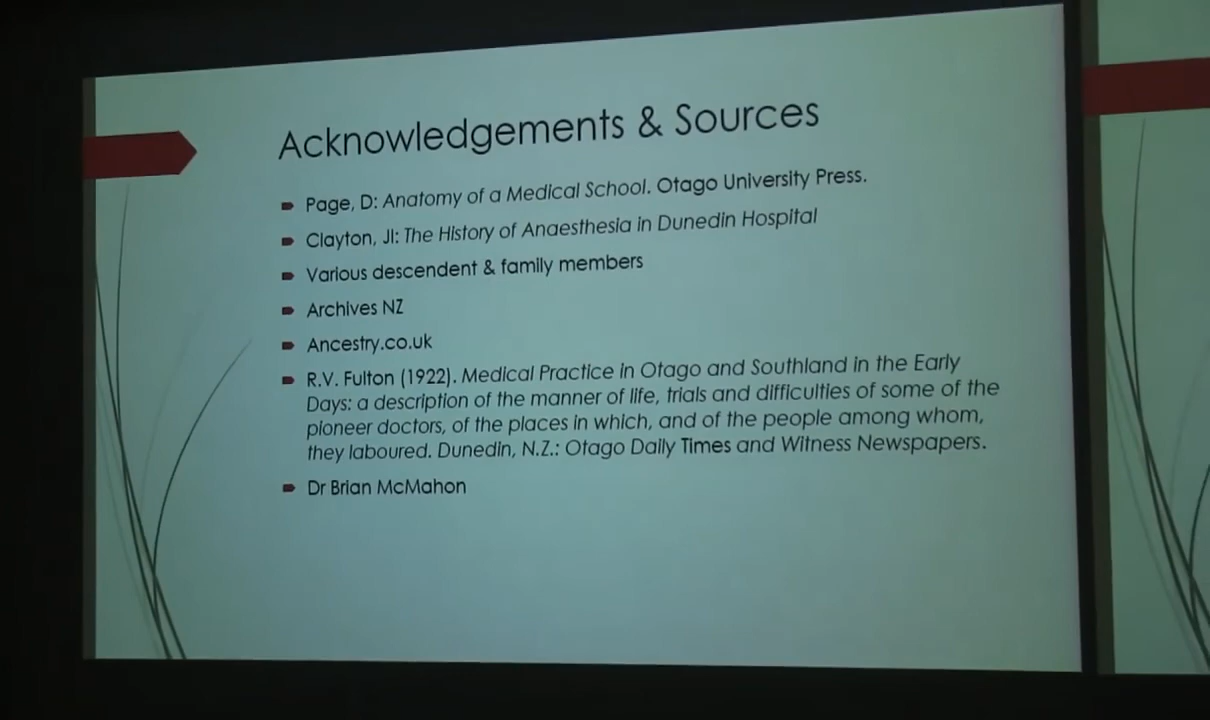 Acknowledgements & Sources
Page, D: Anatomy of a Medical School. Otago University Press.
Clayton, JI: The History of Anaesthesia in Dunedin Hospital
Various descendent & family members
Archives NZ
Ancestry.co.uk
R.V. Fulton (1922). Medical Practice in Otago and Southland in the Early
Days: a description of the manner of life, trials and difficulties of some of the
pioneer doctors, of the places in which, and of the people among whom,
they laboured. Dunedin, N.Z.: Otago Daily Times and Witness Newspapers.
Dr Brian McMahon